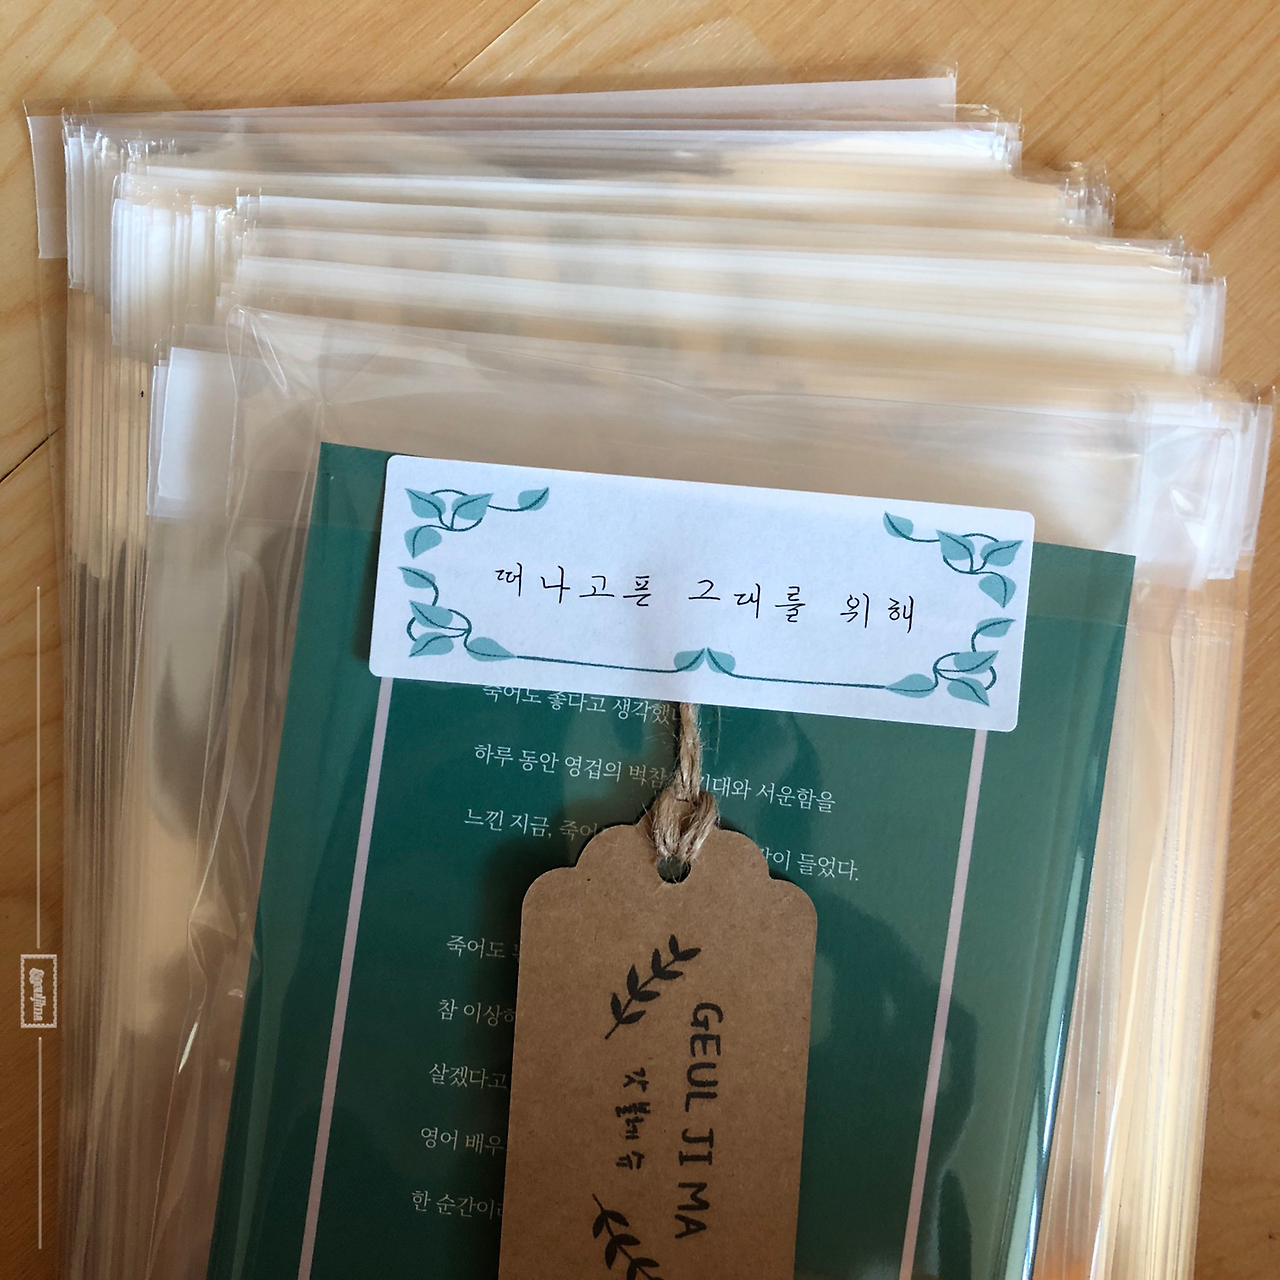 떠나고픈 그대를 위해
죽어도 좋다고 생각했
하루 동안 영겁의 벅찬 기대와 서운함을
느낀 지금, 죽어 이 들었다.
죽어도
참 이상
살겠다고
영어 배우
한 순간이
GEUL JI MA
@geuljima